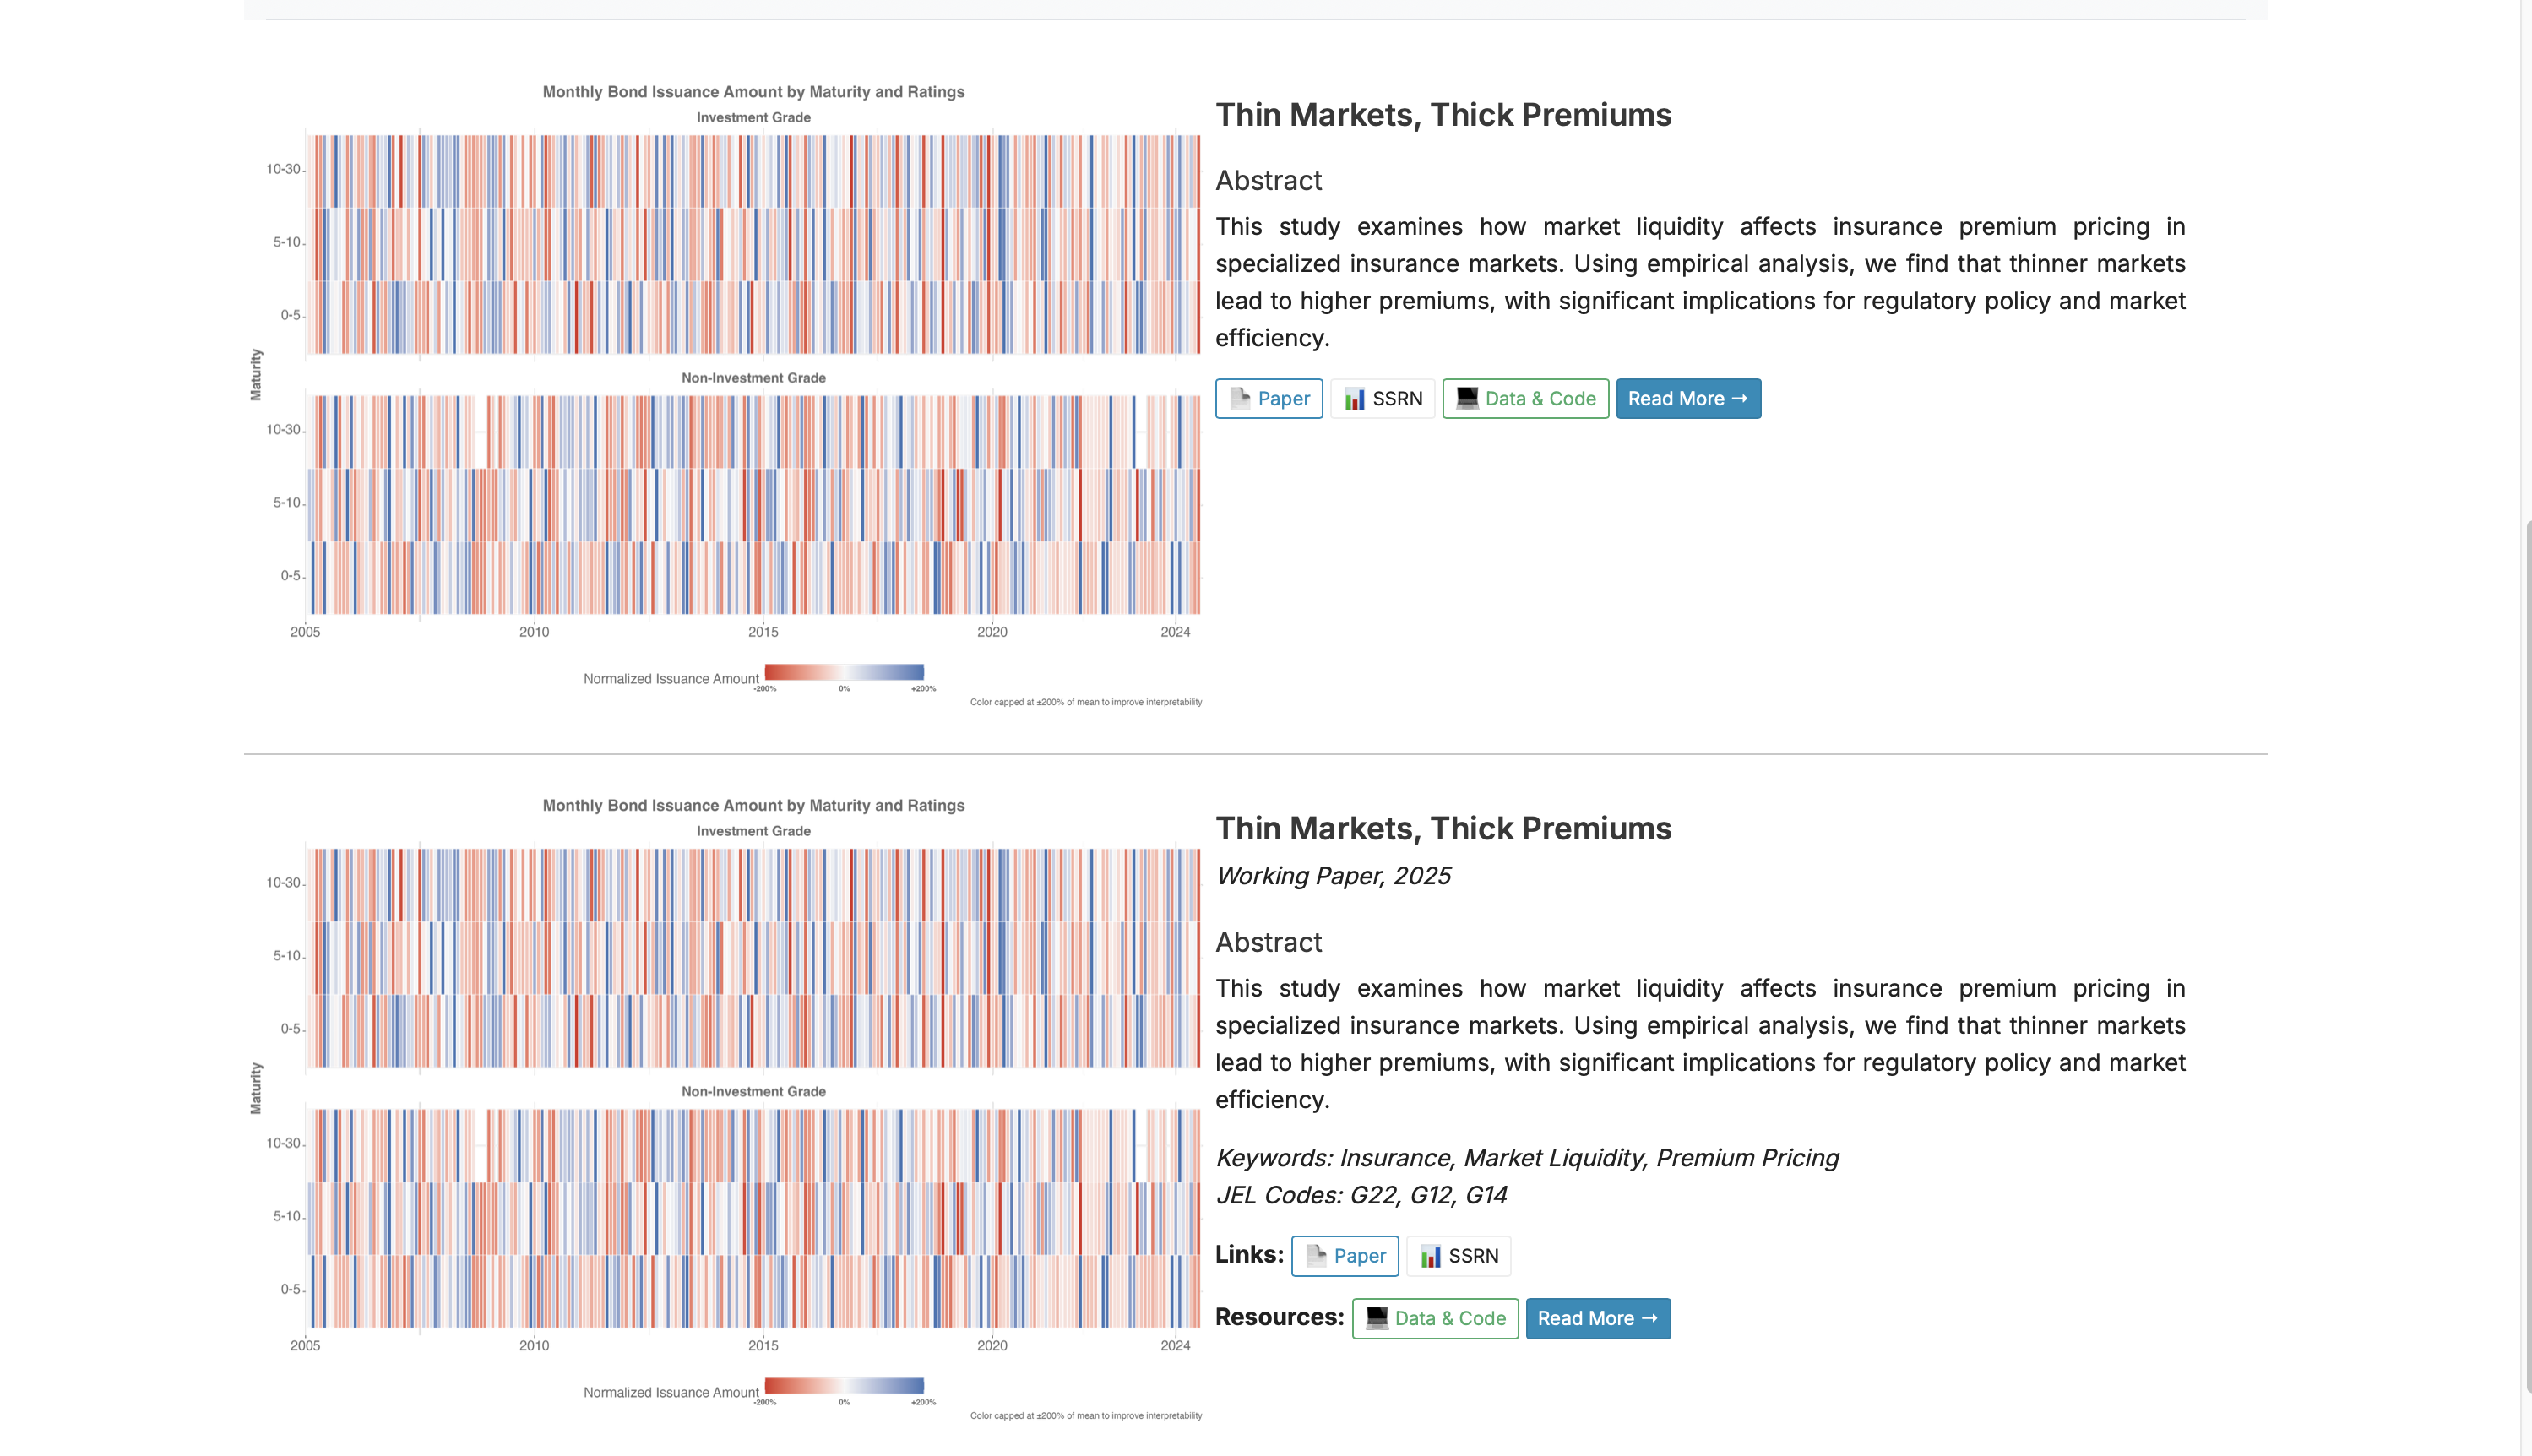 Monthly Bond Issuance Amount by Maturity and Ratings
Investment Grade
10-30
5-10
0-5
Maturity
Non-Investment Grade
10-30
5-10
0-5
2005 2010 2015 2020 2024
Normalized Issuance Amount
-200% 0% +200%
Color capped at ±200% of mean to improve interpretability
Thin Markets, Thick Premiums
Abstract
This study examines how market liquidity affects insurance premium pricing in
specialized insurance markets. Using empirical analysis, we find that thinner markets
lead to higher premiums, with significant implications for regulatory policy and market
efficiency.
Paper SSRN Data & Code Read More →
Monthly Bond Issuance Amount by Maturity and Ratings
Investment Grade
10-30
5-10
0-5
Maturity
Non-Investment Grade
10-30
5-10
0-5
2005 2010 2015 2020 2024
Normalized Issuance Amount
-200% 0% +200%
Color capped at ±200% of mean to improve interpretability
Thin Markets, Thick Premiums
Working Paper, 2025
Abstract
This study examines how market liquidity affects insurance premium pricing in
specialized insurance markets. Using empirical analysis, we find that thinner markets
lead to higher premiums, with significant implications for regulatory policy and market
efficiency.
Keywords: Insurance, Market Liquidity, Premium Pricing
JEL Codes: G22, G12, G14
Links: Paper SSRN
Resources: Data & Code Read More →